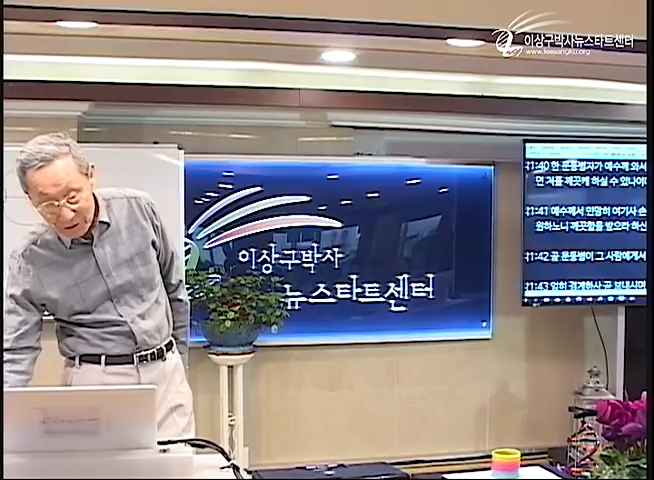 이상구박사뉴스타트센터
www.leesangku.org
이상구박사
뉴스타트센터
11:40 한 문둥병자가 예수께 와서
면 저를 깨끗케 하실 수 있나이
11:41 예수께서 민망히 여기사 손
원하노니 깨끗함을 받으라 하신
11:42 곧 문둥병이 그 사람에게서
11:43 엄히 경계하사 곧 보내시며